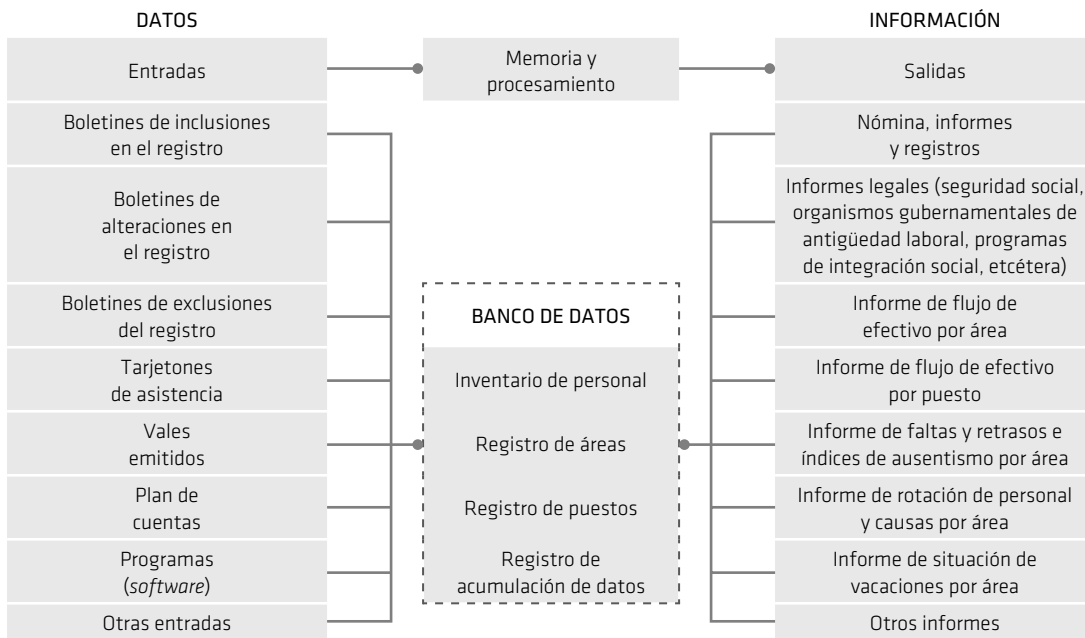 DATOS
Entradas
Boletines de inclusiones
en el registro
Boletines de
alteraciones en
el registro
Boletines de exclusiones
del registro
Tarjetones
de asistencia
Vales
emitidos
Plan de
cuentas
Programas
(software)
Otras entradas
Memoria y
procesamiento
BANCO DE DATOS
Inventario de personal
Registro de áreas
Registro de puestos
Registro de
acumulación de datos
INFORMACIÓN
Salidas
Nómina, informes
y registros
Informes legales (seguridad social,
organismos gubernamentales de
antigüedad laboral, programas
de integración social, etcétera)
Informe de flujo de
efectivo por área
Informe de flujo de efectivo
por puesto
Informe de faltas y retrasos e
índices de ausentismo por área
Informe de rotación de personal
y causas por área
Informe de situación de
vacaciones por área
Otros informes